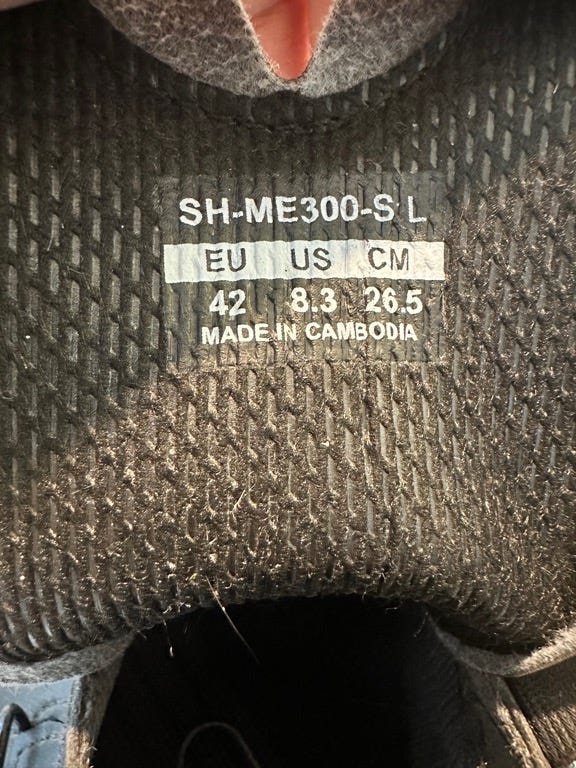 SH-ME300-S L
EU US CM
42 8.3 26.5
MADE IN CAMBODIA